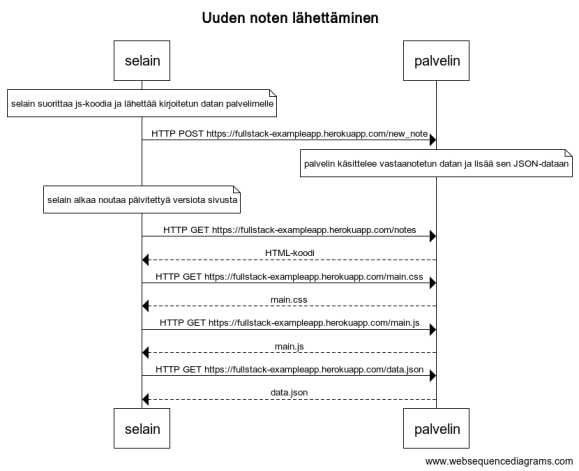 Uuden noten lähettäminen
selain
palvelin
selain suorittaa js-koodia ja lähettää kirjoitetun datan palvelimelle
HTTP POST https://fullstack-exampleapp.herokuapp.com/new_note
palvelin käsittelee vastaanotetun datan ja lisää sen JSON-dataan
selain alkaa noutaa päivitettyä versiota sivusta
HTTP GET https://fullstack-exampleapp.herokuapp.com/notes
HTML-koodi
HTTP GET https://fullstack-exampleapp.herokuapp.com/main.css
main.css
HTTP GET https://fullstack-exampleapp.herokuapp.com/main.js
main.js
HTTP GET https://fullstack-exampleapp.herokuapp.com/data.json
data.json
selain
palvelin
www.websequencediagrams.com